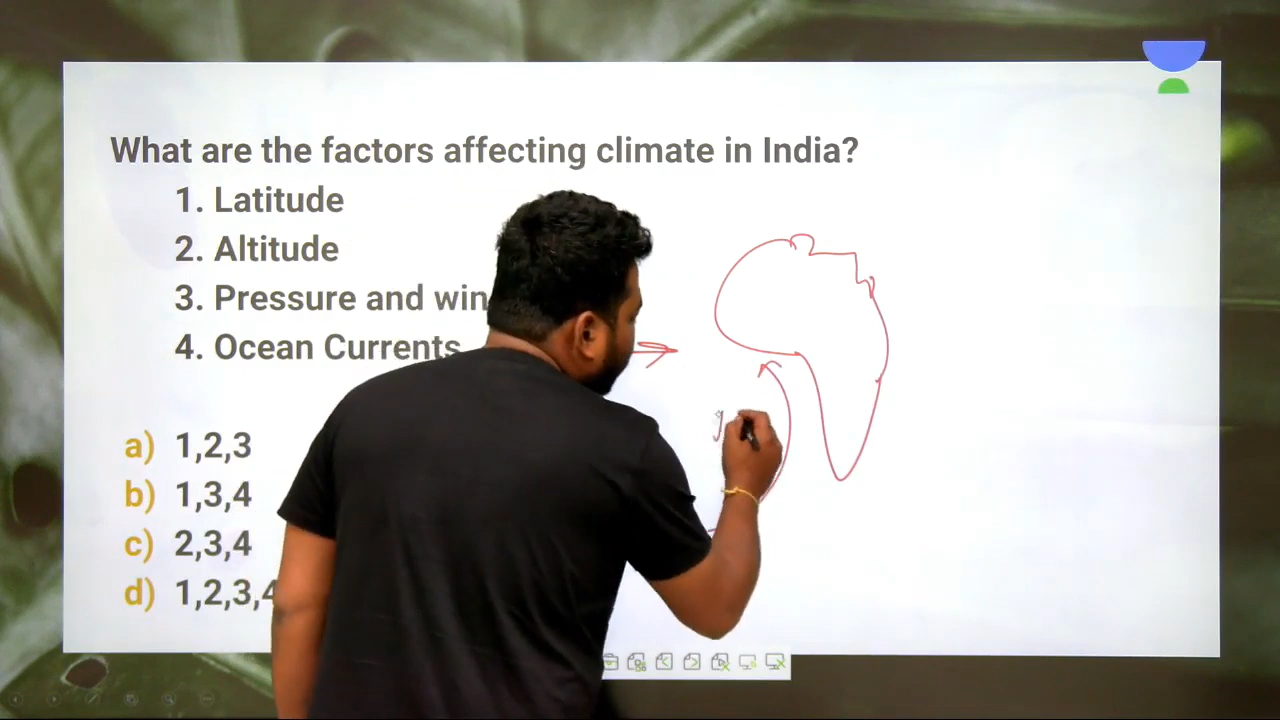 What are the factors affecting climate in India?
1. Latitude
2. Altitude
3. Pressure and win
4. Ocean Currents
a) 1,2,3
b) 1,3,4
c) 2,3,4
d) 1,2,3,4